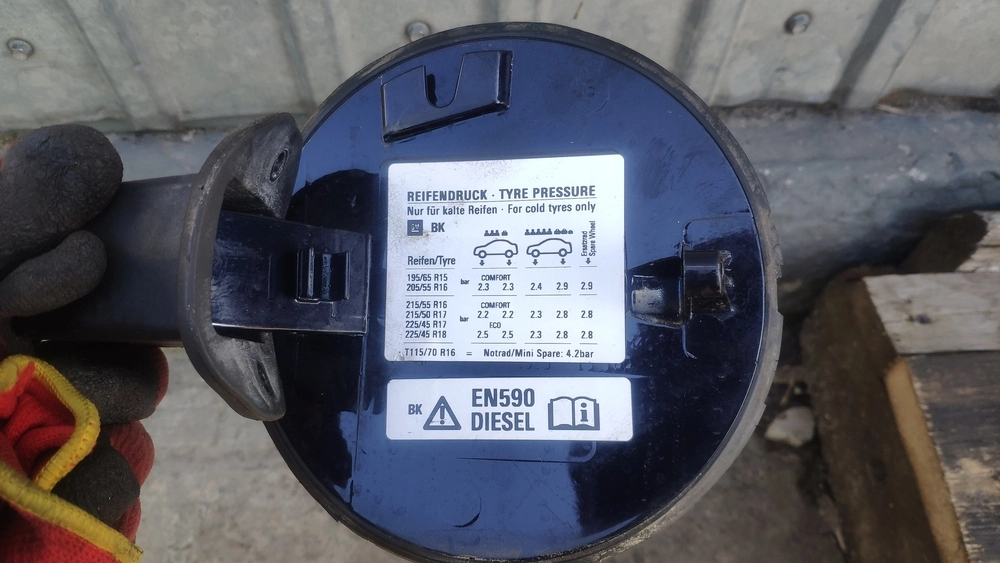 REIFENDRUCK · TYRE PRESSURE
Nur für kalte Reifen · For cold tyres only
GM BK
Ersatzrad
Spare Wheel
Reifen/Tyre
195/65 R15 COMFORT
205/55 R16 bar 2.3 2.3 2.4 2.9 2.9
215/55 R16 COMFORT
215/50 R17 bar 2.2 2.2 2.3 2.8 2.8
225/45 R17 ECO
225/45 R18 2.5 2.5 2.3 2.8 2.8
T115/70 R16 = Notrad/Mini Spare: 4.2bar
BK EN590
DIESEL